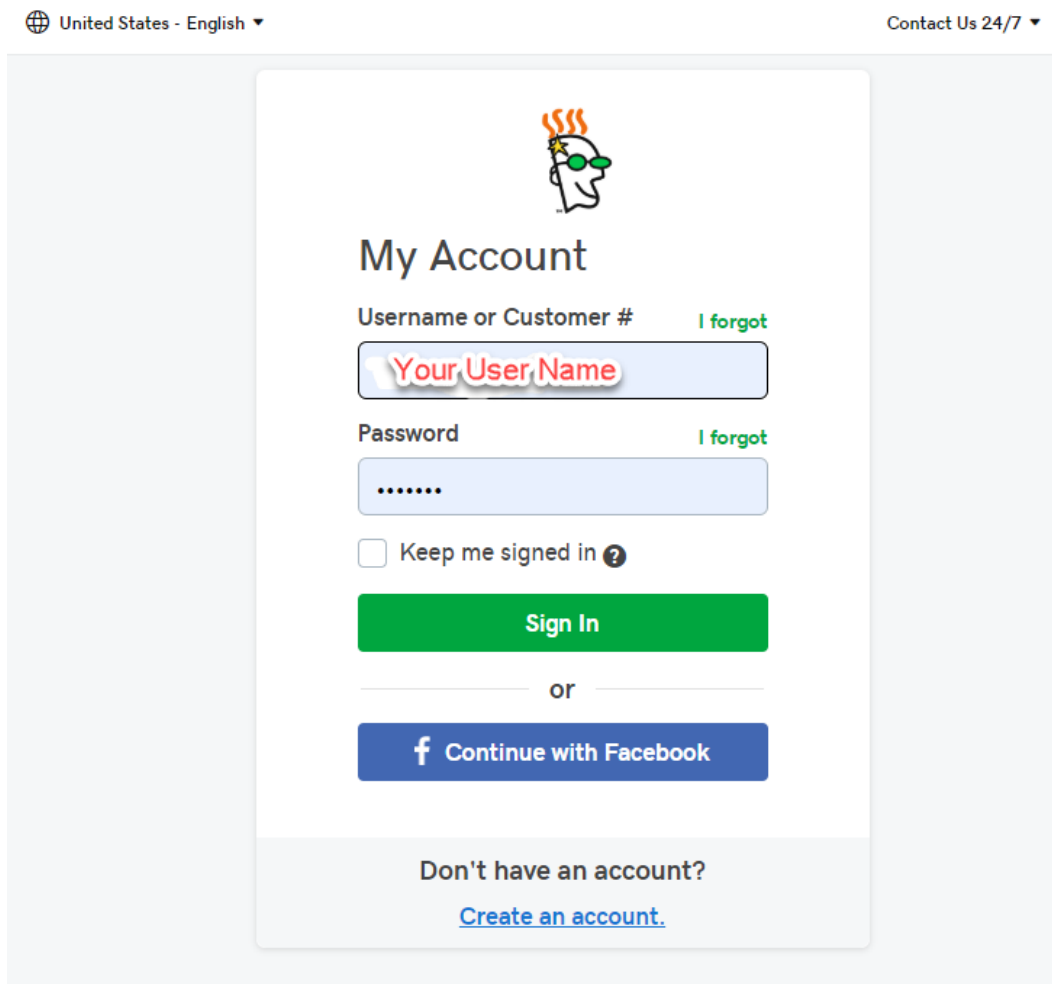 United States - English
Contact Us 24/7
My Account
Username or Customer #
I forgot
Your User Name
Password
I forgot
•••••••
Keep me signed in ?
Sign In
or
f Continue with Facebook
Don't have an account?
Create an account.